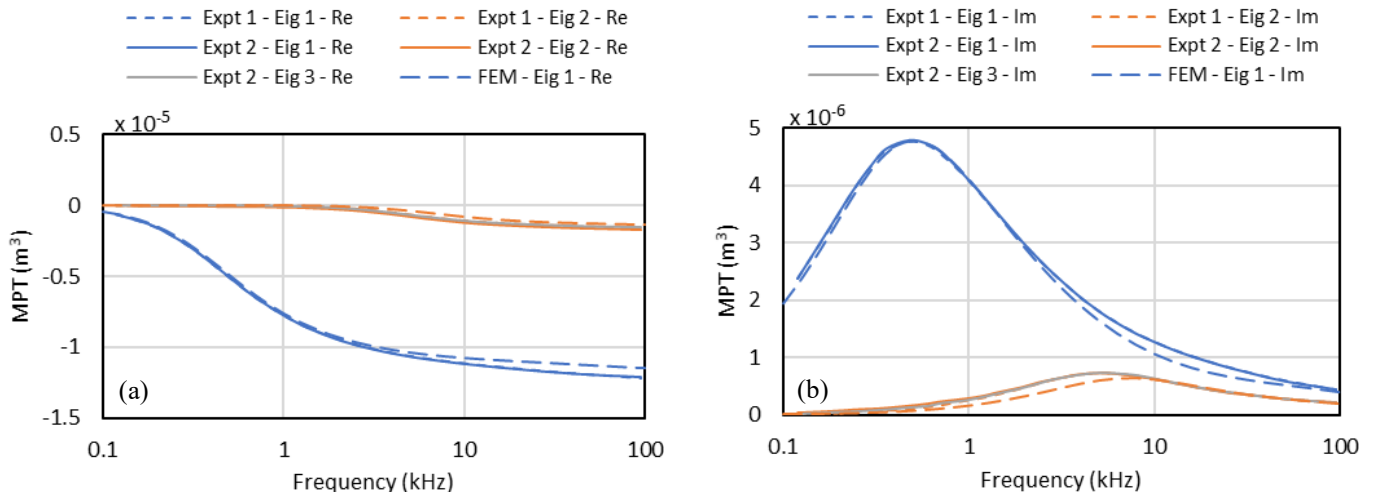 Expt 1 - Eig 1 - Re
Expt 1 - Eig 2 - Re
Expt 2 - Eig 1 - Re
Expt 2 - Eig 2 - Re
Expt 2 - Eig 3 - Re
FEM - Eig 1 - Re
x 10⁻⁵
0.5
0
-0.5
-1
-1.5
MPT (m³)
(a)
0.1
1
10
100
Frequency (kHz)
Expt 1 - Eig 1 - Im
Expt 1 - Eig 2 - Im
Expt 2 - Eig 1 - Im
Expt 2 - Eig 2 - Im
Expt 2 - Eig 3 - Im
FEM - Eig 1 - Im
x 10⁻⁶
5
4
3
2
1
0
MPT (m³)
(b)
0.1
1
10
100
Frequency (kHz)